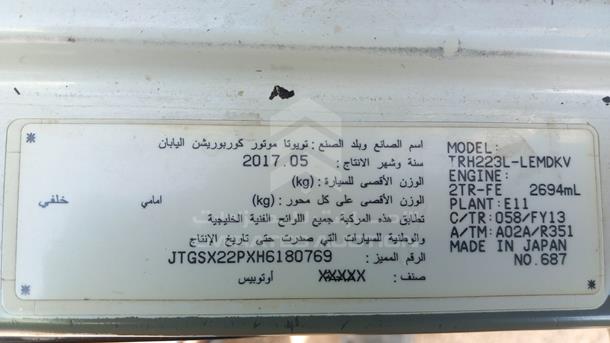 اسم الصانع وبلد الصنع : تويوتا موتور كوربوريشن اليابان
سنة وشهر الانتاج : 2017.05
الوزن الأقصى للسيارة : (kg)
الوزن الأقصى على كل محور : (kg) امامي خلفي
تطابق هذه المركبة جميع اللوائح الفنية الخليجية
والوطنية للسيارات التي صدرت حتى تاريخ الإنتاج
الرقم المميز : JTGSX22PXH6180769
صنف : XXXXX أوتوبيس
MODEL:
TRH223L-LEMDKV
ENGINE:
2TR-FE 2694mL
PLANT: E11
C/TR: 058/FY13
A/TM: A02A/R351
MADE IN JAPAN
NO.687